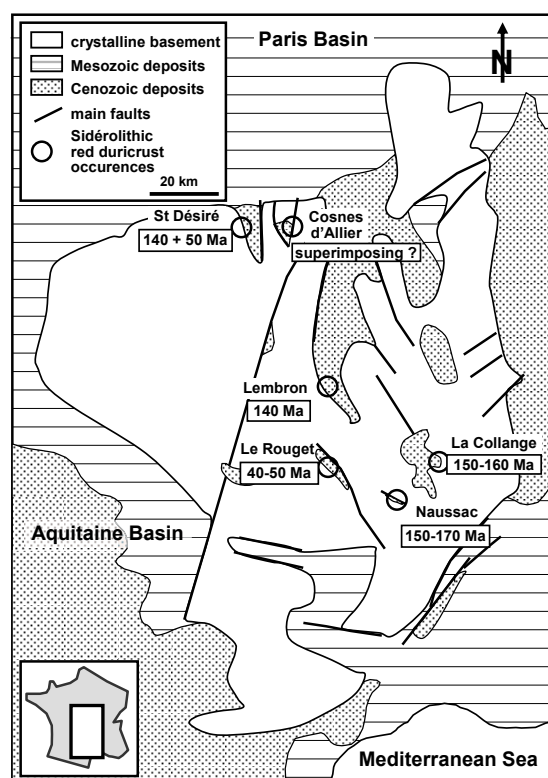 crystalline basement
Mesozoic deposits
Cenozoic deposits
main faults
Sidérolithic
red duricrust
occurences
20 km
Paris Basin
N
St Désiré
140 + 50 Ma
Cosnes
d'Allier
superimposing ?
Lembron
140 Ma
Le Rouget
40-50 Ma
La Collange
150-160 Ma
Naussac
150-170 Ma
Aquitaine Basin
Mediterranean Sea